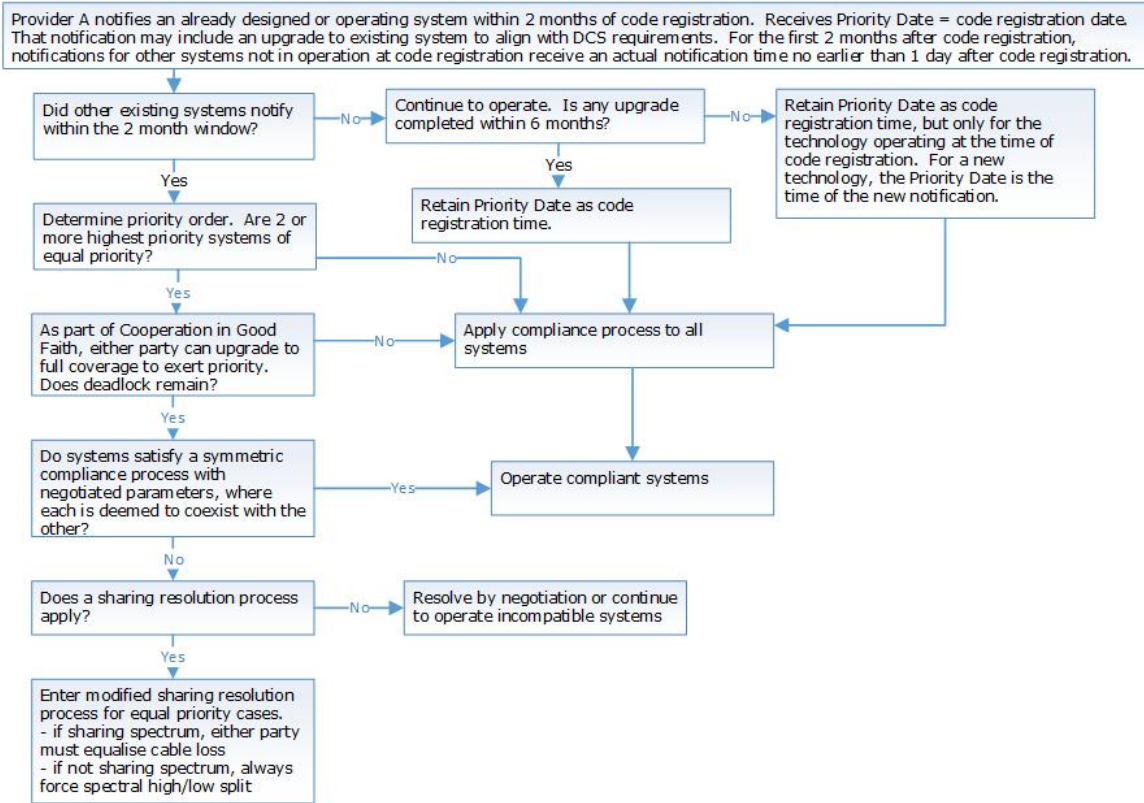 Provider A notifies an already designed or operating system within 2 months of code registration.  Receives Priority Date = code registration date.
That notification may include an upgrade to existing system to align with DCS requirements.  For the first 2 months after code registration,
notifications for other systems not in operation at code registration receive an actual notification time no earlier than 1 day after code registration.
Did other existing systems notify
within the 2 month window?
No
Continue to operate.  Is any upgrade
completed within 6 months?
No
Retain Priority Date as code
registration time, but only for the
technology operating at the time of
code registration.  For a new
technology, the Priority Date is the
time of the new notification.
Yes
Yes
Determine priority order.  Are 2 or
more highest priority systems of
equal priority?
Retain Priority Date as code
registration time.
No
Yes
As part of Cooperation in Good
Faith, either party can upgrade to
full coverage to exert priority.
Does deadlock remain?
No
Apply compliance process to all
systems
Yes
Do systems satisfy a symmetric
compliance process with
negotiated parameters, where
each is deemed to coexist with the
other?
Yes
Operate compliant systems
No
Does a sharing resolution process
apply?
No
Resolve by negotiation or continue
to operate incompatible systems
Yes
Enter modified sharing resolution
process for equal priority cases.
- if sharing spectrum, either party
must equalise cable loss
- if not sharing spectrum, always
force spectral high/low split